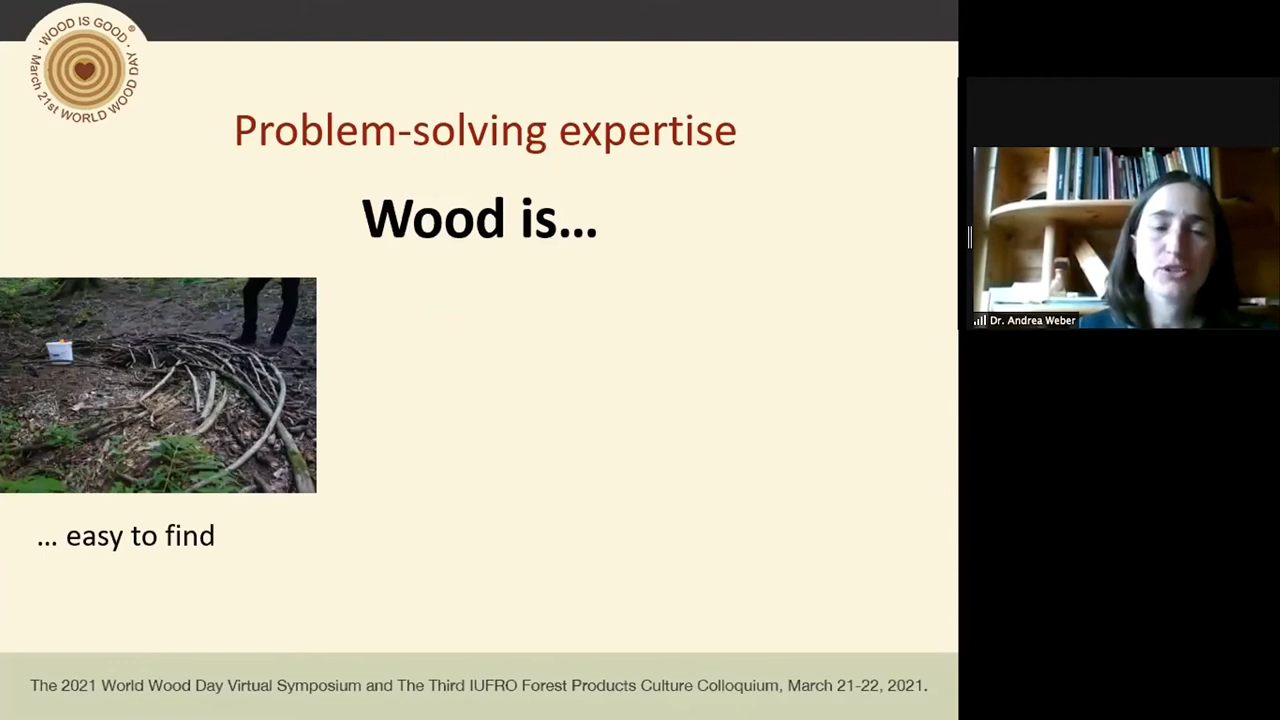 WOOD IS GOOD ®
March 21st WORLD WOOD DAY
Problem-solving expertise
Wood is...
... easy to find
Dr. Andrea Weber
The 2021 World Wood Day Virtual Symposium and The Third IUFRO Forest Products Culture Colloquium, March 21-22, 2021.